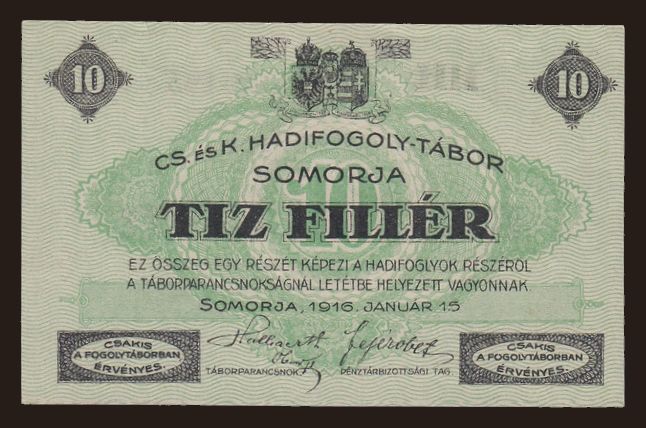 10 10
CS. ÉS K. HADIFOGOLY-TÁBOR
SOMORJA
10
TIZ FILLÉR
EZ ÖSSZEG EGY RÉSZÉT KÉPEZI A HADIFOGLYOK RÉSZÉRŐL
A TÁBORPARANCSNOKSÁGNÁL LETÉTBE HELYEZETT VAGYONNAK
SOMORJA, 1916. JANUÁR 15
CSAKIS
A FOGOLYTÁBORBAN
ÉRVÉNYES.
TÁBORPARANCSNOK. PÉNZTÁRBIZOTTSÁGI TAG.
CSAKIS
A FOGOLYTÁBORBAN
ÉRVÉNYES.